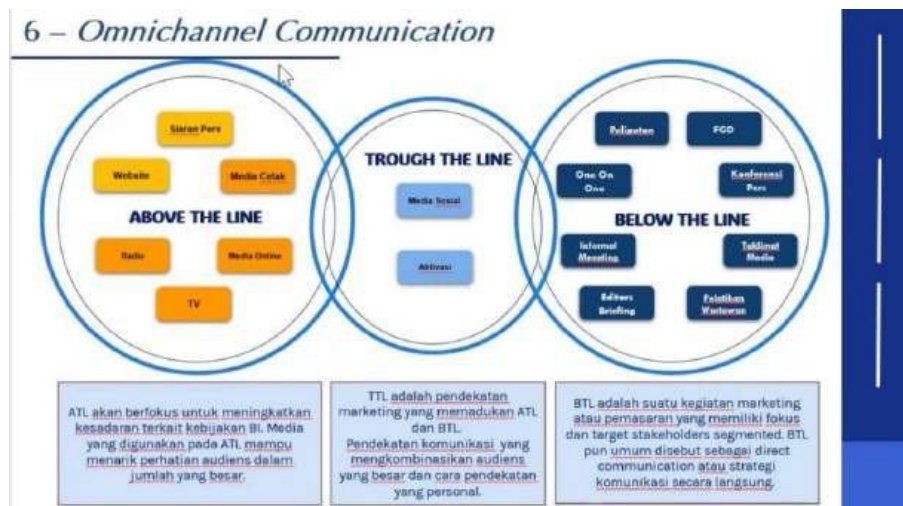 6 – Omnichannel Communication
Siaran Pers
Website
Media Cetak
ABOVE THE LINE
Radio
Media Online
TV
TROUGH THE LINE
Media Sosial
Aktivasi
Peliputan
FGD
One On
One
Konferensi
Pers
BELOW THE LINE
Informal
Meeting
Taklimat
Media
Editors
Briefing
Pelatihan
Wartawan
ATL akan berfokus untuk meningkatkan
kesadaran terkait kebijakan BI. Media
yang digunakan pada ATL mampu
menarik perhatian audiens dalam
jumlah yang besar.
TTL adalah pendekatan
marketing yang memadukan ATL
dan BTL.
Pendekatan komunikasi yang
mengkombinasikan audiens
yang besar dan cara pendekatan
yang personal.
BTL adalah suatu kegiatan marketing
atau pemasaran yang memiliki fokus
dan target stakeholders segmented. BTL
pun umum disebut sebagai direct
communication atau strategi
komunikasi secara langsung.